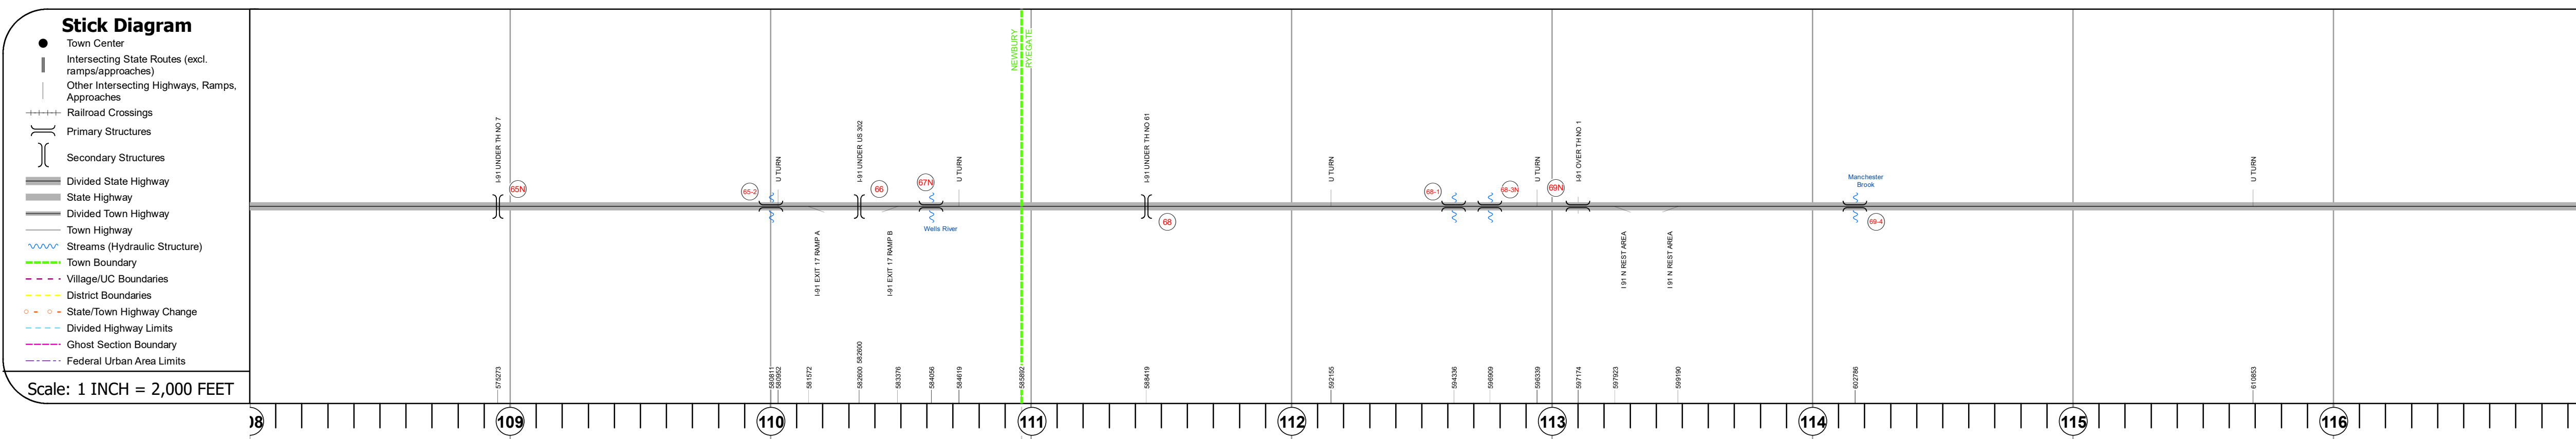 Stick Diagram
Town Center
Intersecting State Routes (excl.
ramps/approaches)
Other Intersecting Highways, Ramps,
Approaches
Railroad Crossings
Primary Structures
Secondary Structures
Divided State Highway
State Highway
Divided Town Highway
Town Highway
Streams (Hydraulic Structure)
Town Boundary
Village/UC Boundaries
District Boundaries
State/Town Highway Change
Divided Highway Limits
Ghost Section Boundary
Federal Urban Area Limits
Scale: 1 INCH = 2,000 FEET
NEWBURY
RYEGATE
I-91 UNDER TH NO 7
U TURN
I-91 UNDER US 302
U TURN
I-91 UNDER TH NO 61
U TURN
U TURN
I-91 OVER TH NO 1
U TURN
65N
65-2
66
67N
68
68-1
68-3N
69N
Manchester
Brook
69-4
Wells River
I-91 EXIT 17 RAMP A
I-91 EXIT 17 RAMP B
I 91 N REST AREA
I 91 N REST AREA
575273
580811
580952
581572
582600 582600
583376
584056
584619
585892
588419
592155
594336
596909
596339
597174
597923
599190
602786
610853
08
109
110
111
112
113
114
115
116